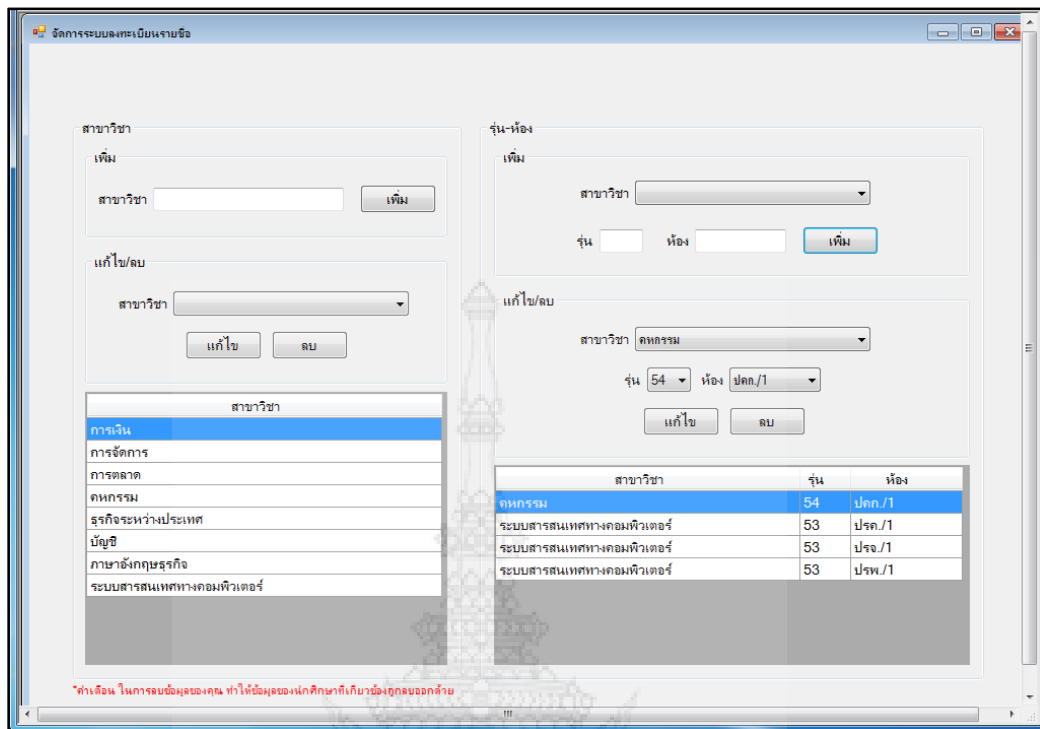 จัดการระบบลงทะเบียนรายชื่อ
สาขาวิชา
เพิ่ม
สาขาวิชา เพิ่ม
แก้ไข/ลบ
สาขาวิชา
แก้ไข ลบ
สาขาวิชา
การเงิน
การจัดการ
การตลาด
คหกรรม
ธุรกิจระหว่างประเทศ
บัญชี
ภาษาอังกฤษธุรกิจ
ระบบสารสนเทศทางคอมพิวเตอร์
รุ่น-ห้อง
เพิ่ม
สาขาวิชา
รุ่น ห้อง เพิ่ม
แก้ไข/ลบ
สาขาวิชา คหกรรม
รุ่น 54 ห้อง ปคก./1
แก้ไข ลบ
สาขาวิชา รุ่น ห้อง
คหกรรม 54 ปคก./1
ระบบสารสนเทศทางคอมพิวเตอร์ 53 ปรค./1
ระบบสารสนเทศทางคอมพิวเตอร์ 53 ปรจ./1
ระบบสารสนเทศทางคอมพิวเตอร์ 53 ปรพ./1
*คำเตือน ในการลบข้อมูลของคุณ ทำให้ข้อมูลของนักศึกษาที่เกี่ยวข้องถูกลบออกด้วย